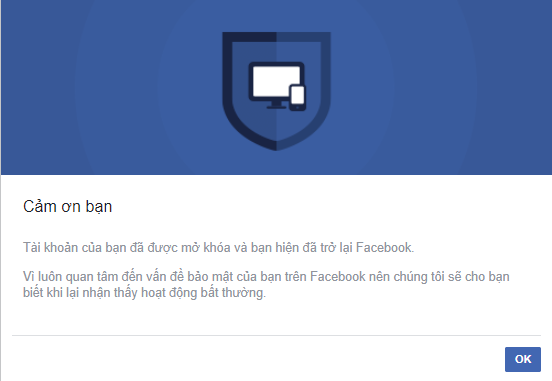 Cảm ơn bạn
Tài khoản của bạn đã được mở khóa và bạn hiện đã trở lại Facebook.
Vì luôn quan tâm đến vấn đề bảo mật của bạn trên Facebook nên chúng tôi sẽ cho bạn
biết khi lại nhận thấy hoạt động bất thường.
OK